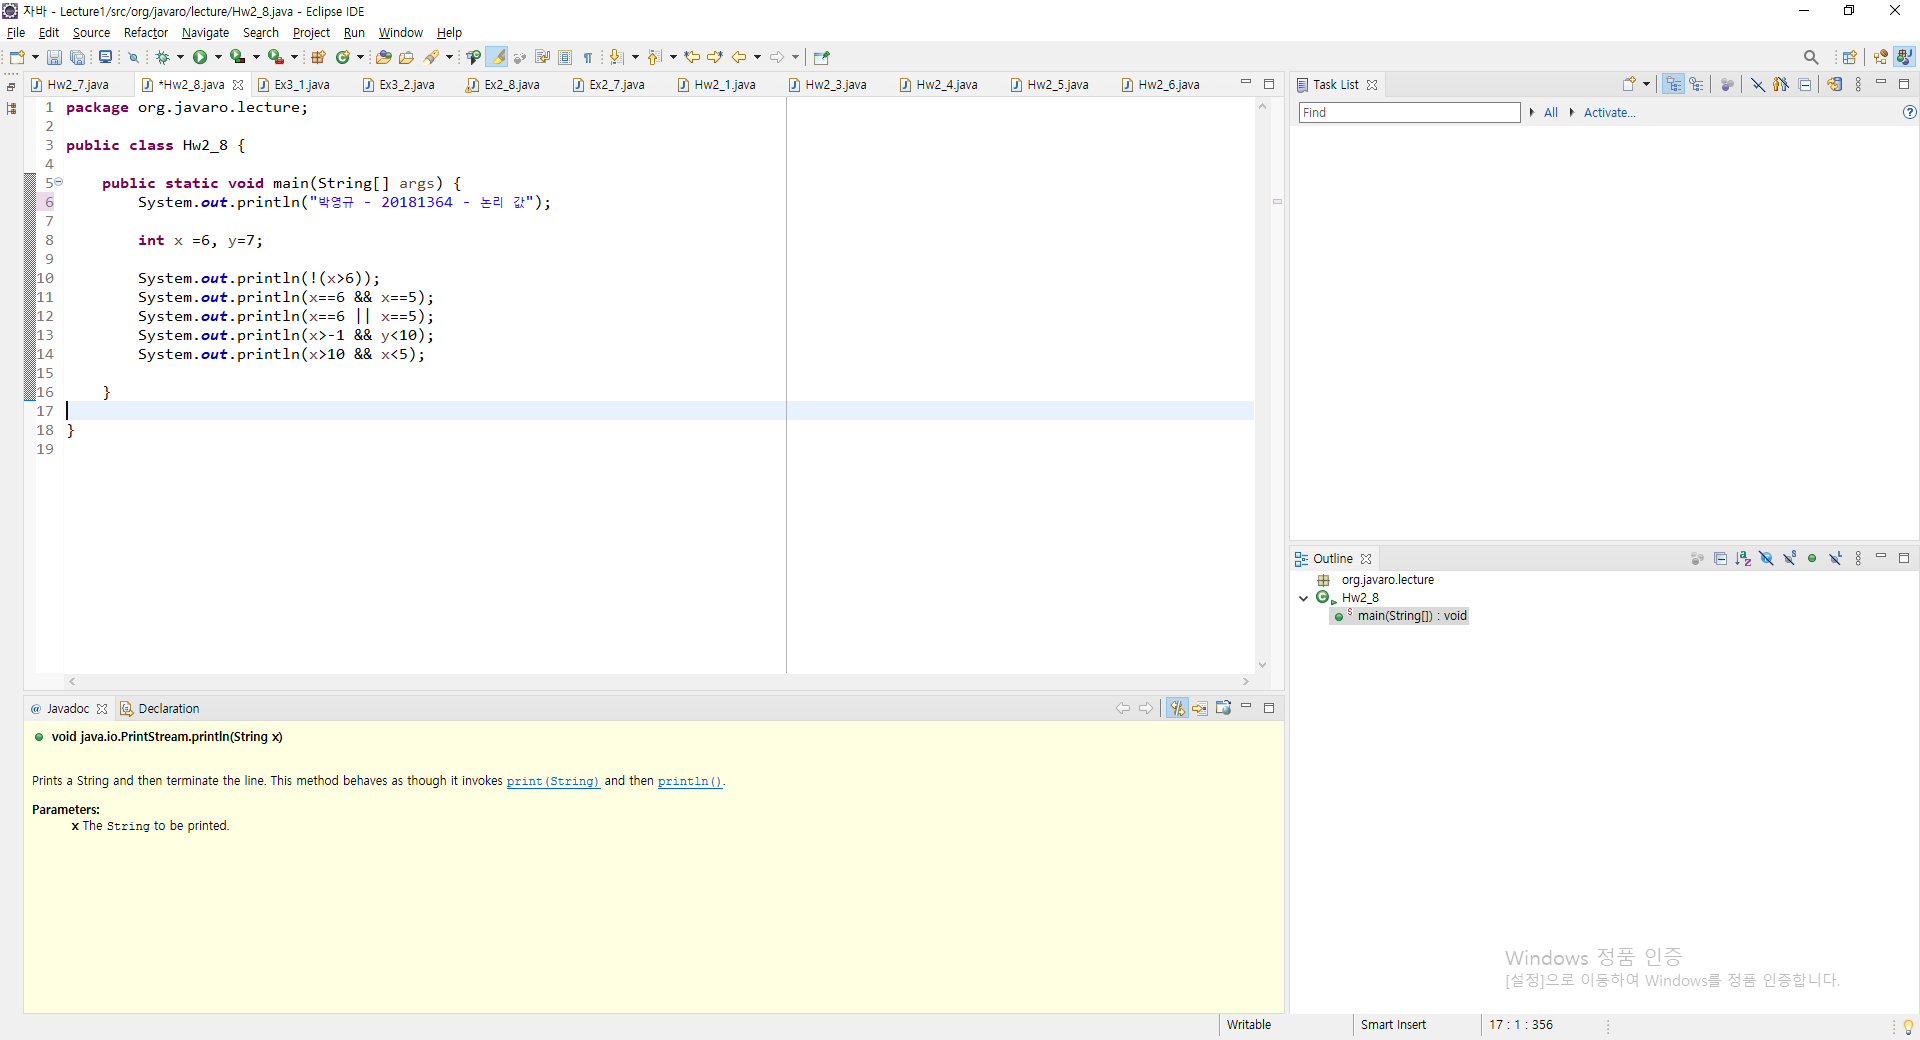 자바 - Lecture1/src/org/javaro/lecture/Hw2_8.java - Eclipse IDE
File Edit Source Refactor Navigate Search Project Run Window Help
Hw2_7.java *Hw2_8.java Ex3_1.java Ex3_2.java Ex2_8.java Ex2_7.java Hw2_1.java Hw2_3.java Hw2_4.java Hw2_5.java Hw2_6.java
1 package org.javaro.lecture;
2
3 public class Hw2_8 {
4
5 public static void main(String[] args) {
6 System.out.println("박영규 - 20181364 - 논리 값");
7
8 int x =6, y=7;
9
10 System.out.println(!(x>6));
11 System.out.println(x==6 && x==5);
12 System.out.println(x==6 || x==5);
13 System.out.println(x>-1 && y<10);
14 System.out.println(x>10 && x<5);
15
16 }
17
18 }
19
Task List
Find All Activate...
Outline
org.javaro.lecture
Hw2_8
main(String[]) : void
@ Javadoc Declaration
void java.io.PrintStream.println(String x)
Prints a String and then terminate the line. This method behaves as though it invokes print(String) and then println().
Parameters:
x The String to be printed.
Windows 정품 인증
[설정]으로 이동하여 Windows를 정품 인증합니다.
Writable Smart Insert 17 : 1 : 356